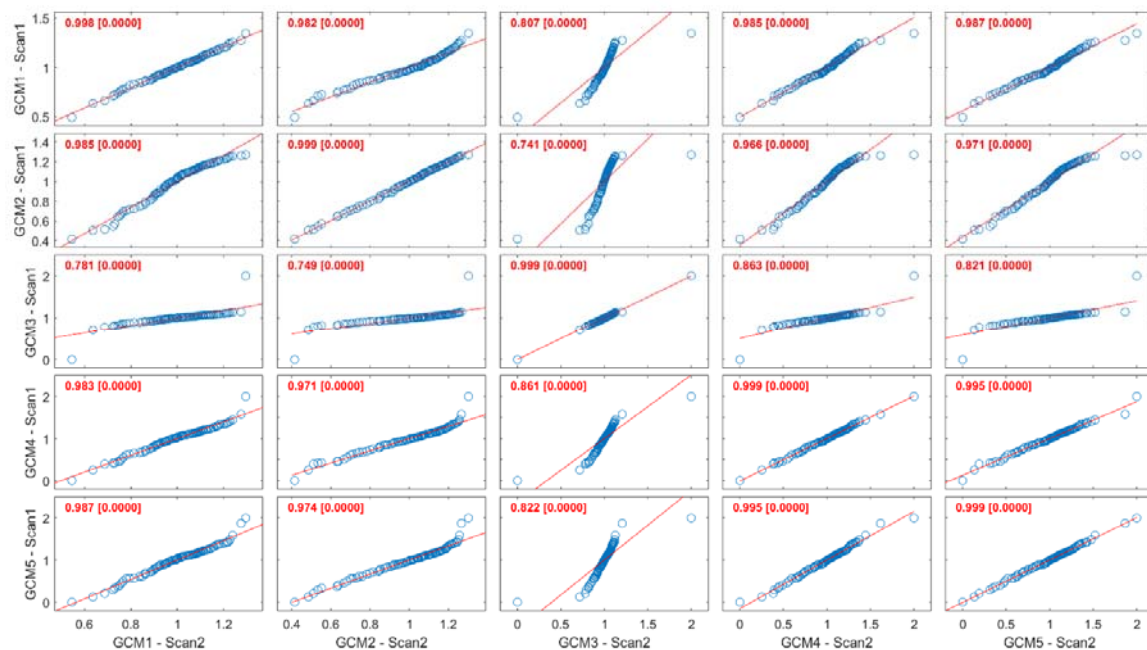 0.998 [0.0000] 0.982 [0.0000] 0.807 [0.0000] 0.985 [0.0000] 0.987 [0.0000]
GCM1 - Scan1
1.5
1
0.5
0.985 [0.0000] 0.999 [0.0000] 0.741 [0.0000] 0.966 [0.0000] 0.971 [0.0000]
GCM2 - Scan1
1.4
1.2
1
0.8
0.6
0.4
0.781 [0.0000] 0.749 [0.0000] 0.999 [0.0000] 0.863 [0.0000] 0.821 [0.0000]
GCM3 - Scan1
2
1
0
0.983 [0.0000] 0.971 [0.0000] 0.861 [0.0000] 0.999 [0.0000] 0.995 [0.0000]
GCM4 - Scan1
2
1
0
0.987 [0.0000] 0.974 [0.0000] 0.822 [0.0000] 0.995 [0.0000] 0.999 [0.0000]
GCM5 - Scan1
2
1
0
0.6 0.8 1 1.2 0.4 0.6 0.8 1 1.2 0 0.5 1 1.5 2 0 0.5 1 1.5 2 0 0.5 1 1.5 2
GCM1 - Scan2 GCM2 - Scan2 GCM3 - Scan2 GCM4 - Scan2 GCM5 - Scan2